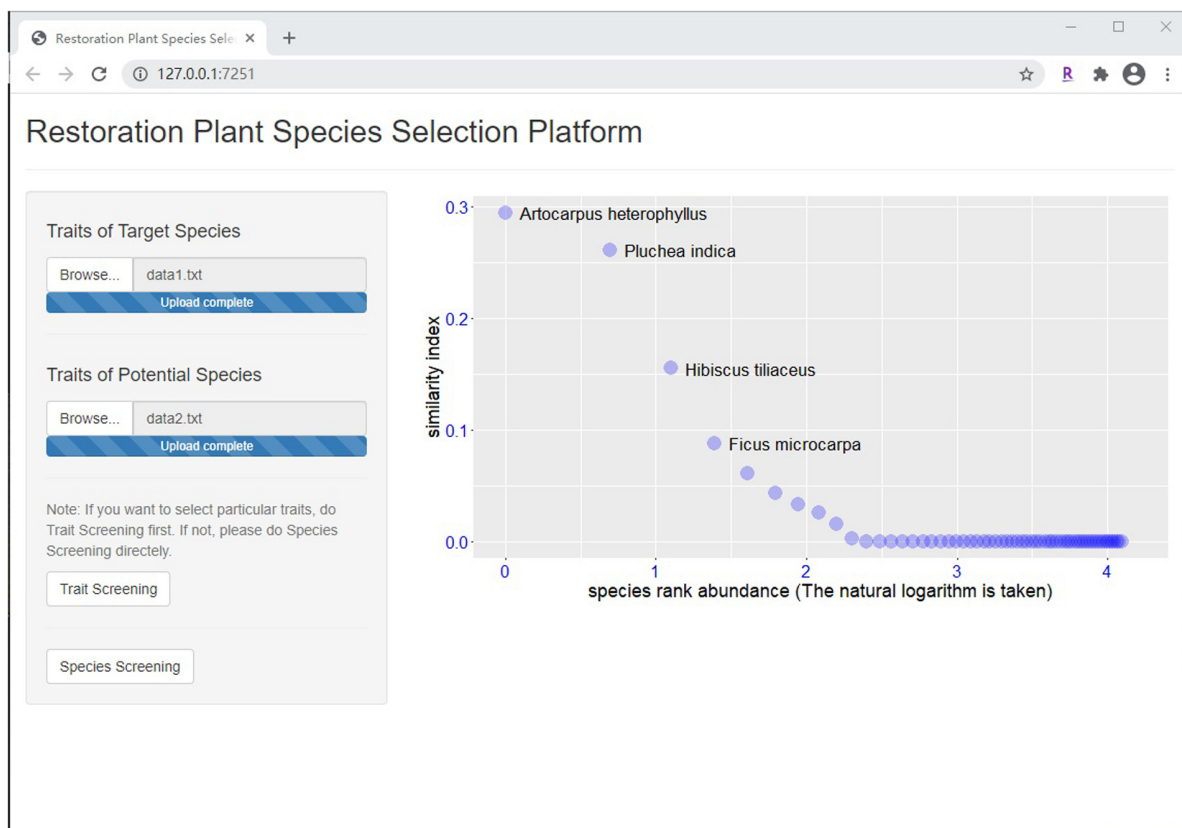 Restoration Plant Species Sele
127.0.0.1:7251
R
Restoration Plant Species Selection Platform
Traits of Target Species
Browse... data1.txt
Upload complete
Traits of Potential Species
Browse... data2.txt
Upload complete
Note: If you want to select particular traits, do
Trait Screening first. If not, please do Species
Screening directely.
Trait Screening
Species Screening
similarity index
0.3
0.2
0.1
0.0
Artocarpus heterophyllus
Pluchea indica
Hibiscus tiliaceus
Ficus microcarpa
0 1 2 3 4
species rank abundance (The natural logarithm is taken)